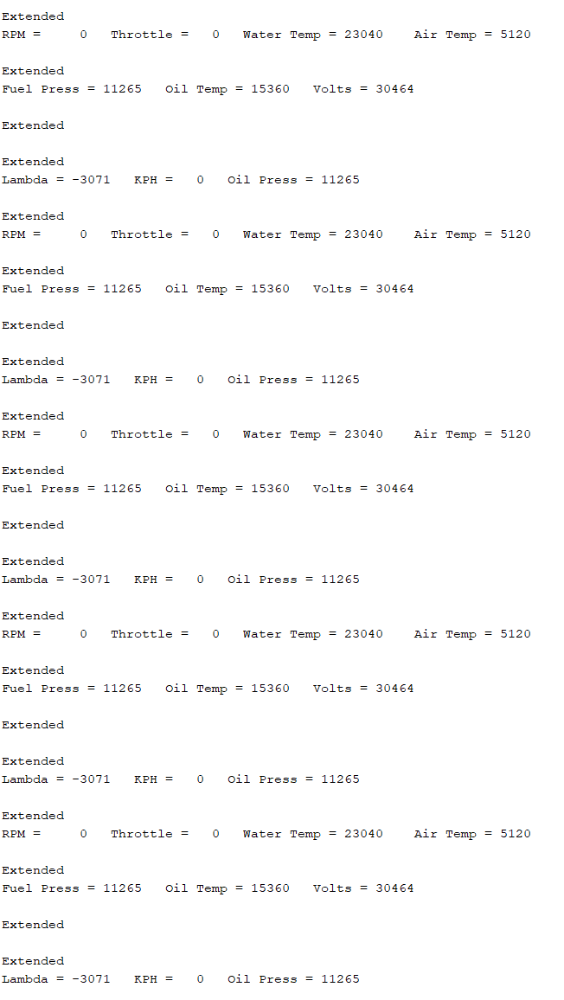 Extended
RPM =     0   Throttle =   0   Water Temp = 23040    Air Temp = 5120
Extended
Fuel Press = 11265   Oil Temp = 15360   Volts = 30464
Extended
Extended
Lambda = -3071   KPH =   0   Oil Press = 11265
Extended
RPM =     0   Throttle =   0   Water Temp = 23040    Air Temp = 5120
Extended
Fuel Press = 11265   Oil Temp = 15360   Volts = 30464
Extended
Extended
Lambda = -3071   KPH =   0   Oil Press = 11265
Extended
RPM =     0   Throttle =   0   Water Temp = 23040    Air Temp = 5120
Extended
Fuel Press = 11265   Oil Temp = 15360   Volts = 30464
Extended
Extended
Lambda = -3071   KPH =   0   Oil Press = 11265
Extended
RPM =     0   Throttle =   0   Water Temp = 23040    Air Temp = 5120
Extended
Fuel Press = 11265   Oil Temp = 15360   Volts = 30464
Extended
Extended
Lambda = -3071   KPH =   0   Oil Press = 11265
Extended
RPM =     0   Throttle =   0   Water Temp = 23040    Air Temp = 5120
Extended
Fuel Press = 11265   Oil Temp = 15360   Volts = 30464
Extended
Extended
Lambda = -3071   KPH =   0   Oil Press = 11265